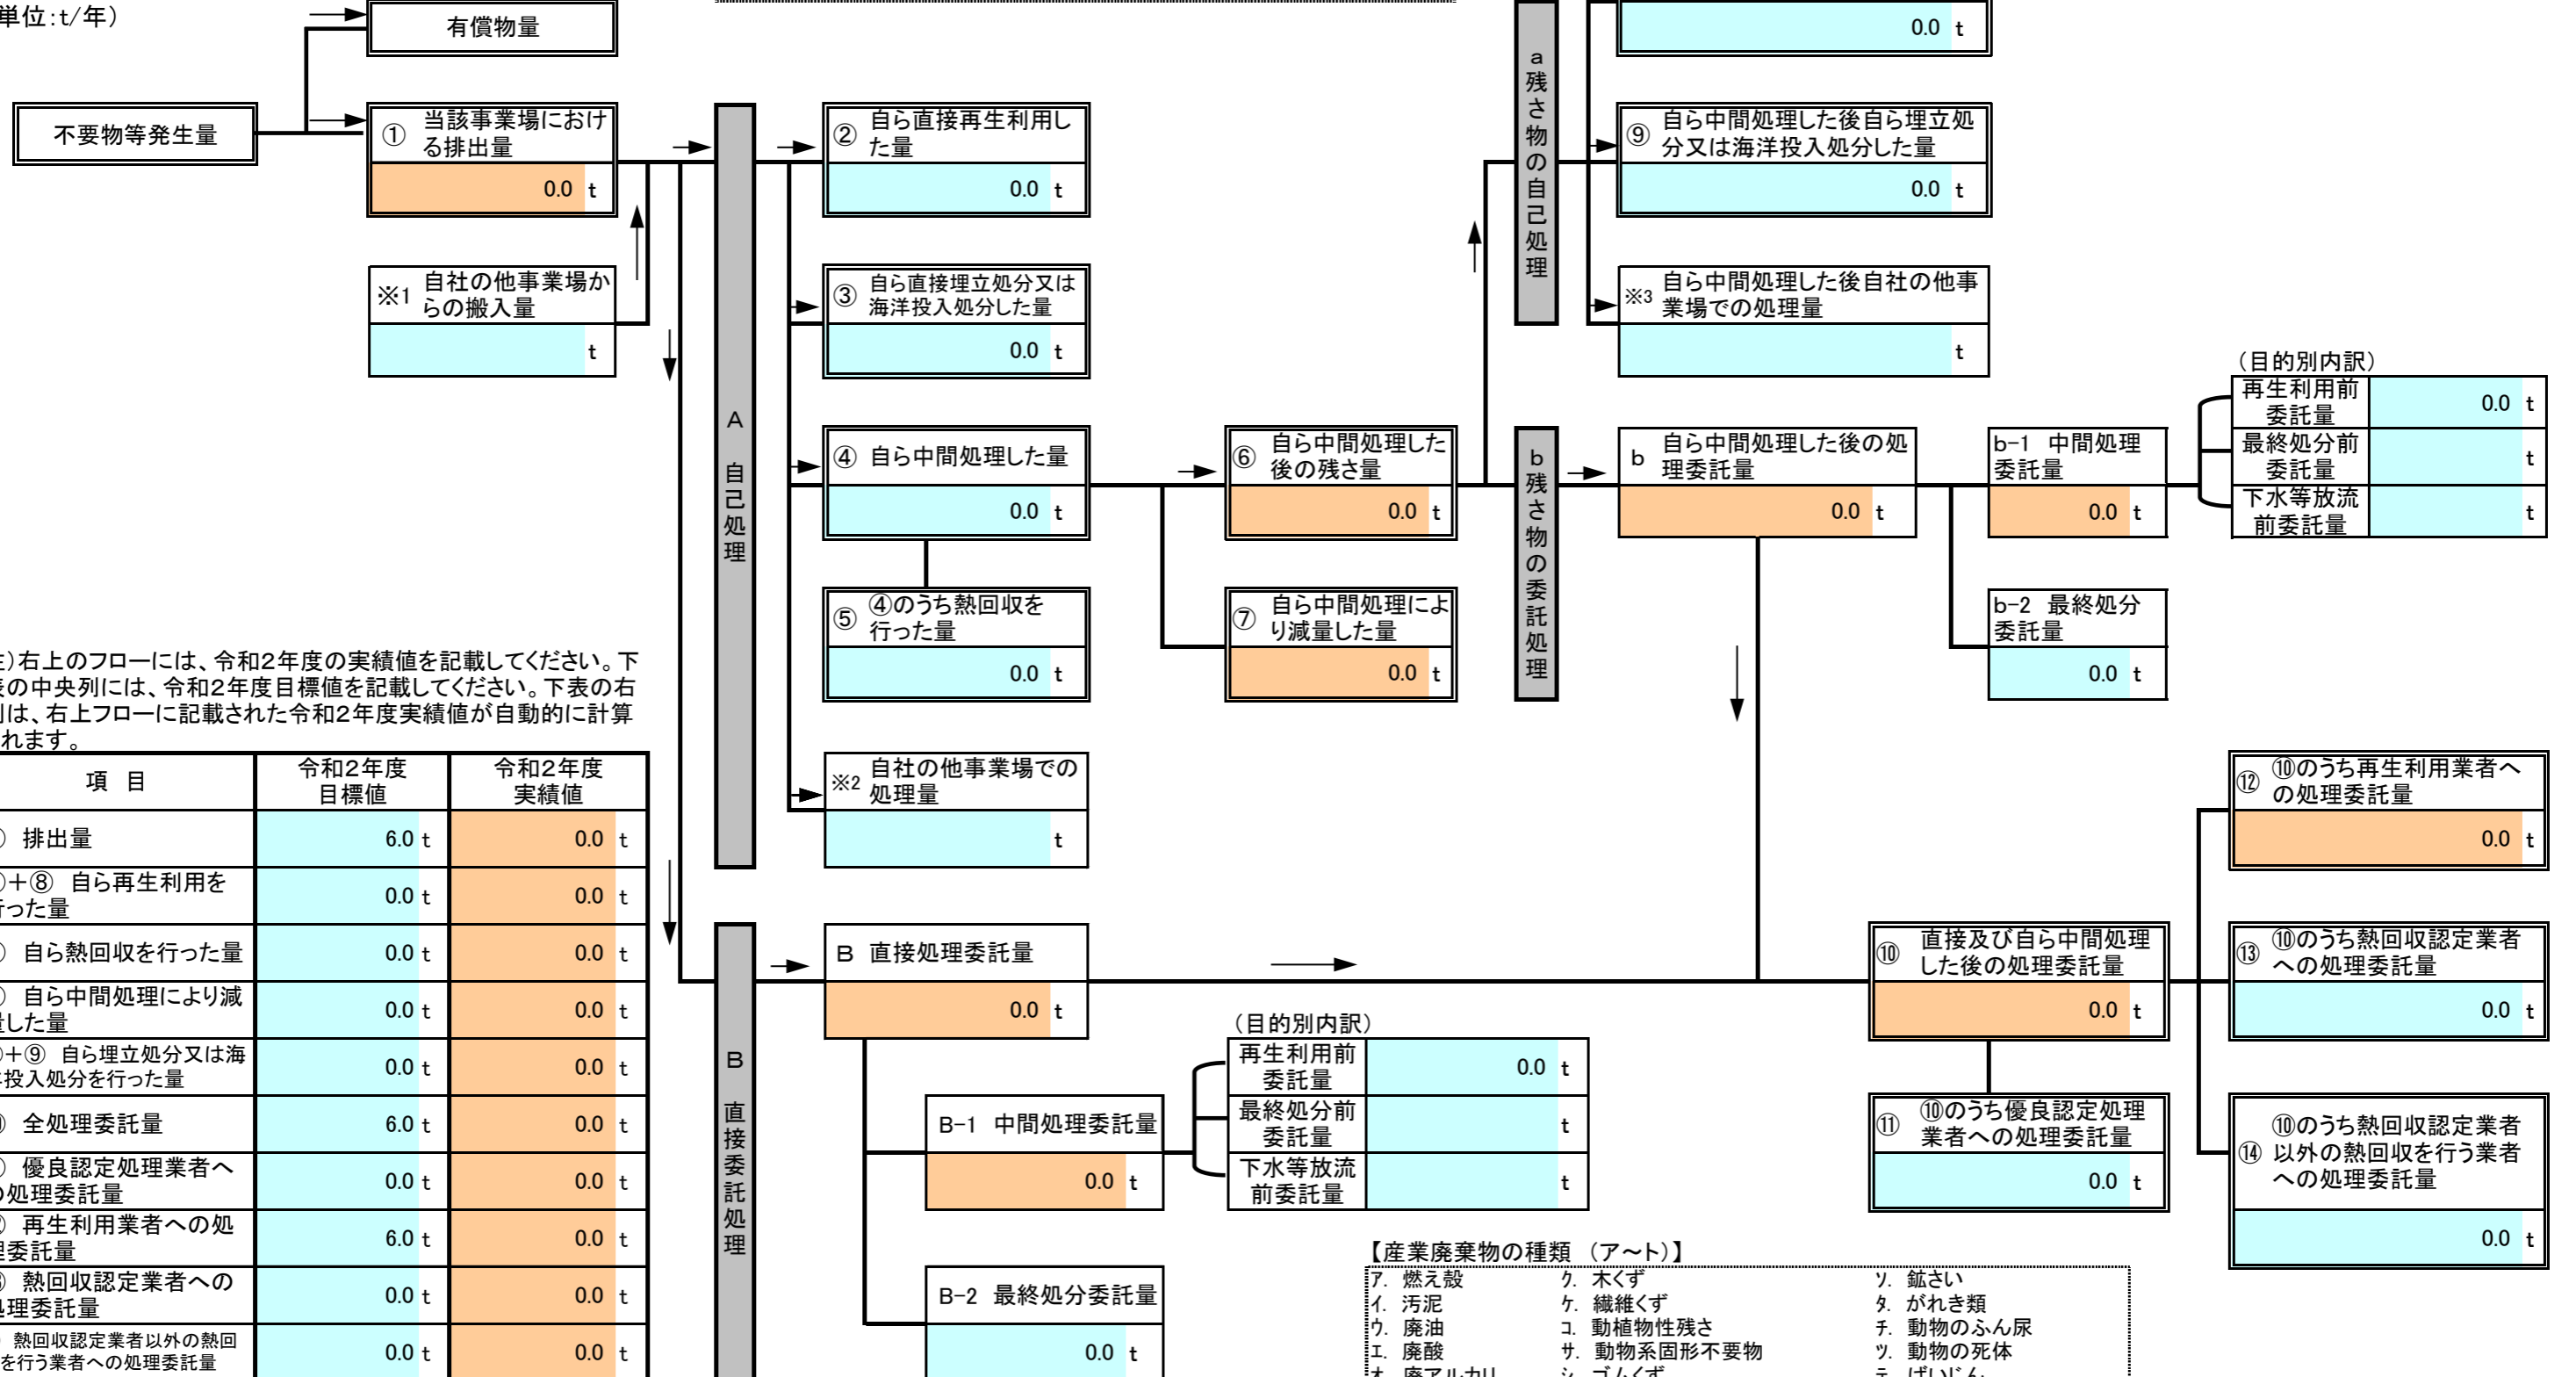 単位:t/年)
有償物量
不要物等発生量
① 当該事業場におけ
る排出量
0.0 t
※1 自社の他事業場か
らの搬入量
t
A 自己処理
② 自ら直接再生利用し
た量
0.0 t
③ 自ら直接埋立処分又は
海洋投入処分した量
0.0 t
④ 自ら中間処理した量
0.0 t
⑤ ④のうち熱回収を
行った量
0.0 t
※2 自社の他事業場での
処理量
t
⑥ 自ら中間処理した
後の残さ量
0.0 t
⑦ 自ら中間処理によ
り減量した量
0.0 t
a残さ物の自己処理
0.0 t
⑨ 自ら中間処理した後自ら埋立処
分又は海洋投入処分した量
0.0 t
※3 自ら中間処理した後自社の他事
業場での処理量
t
b残さ物の委託処理
b 自ら中間処理した後の処
理委託量
0.0 t
b-1 中間処理
委託量
0.0 t
(目的別内訳)
再生利用前
委託量
0.0 t
最終処分前
委託量
t
下水等放流
前委託量
t
b-2 最終処分
委託量
0.0 t
)右上のフローには、令和2年度の実績値を記載してください。下
表の中央列には、令和2年度目標値を記載してください。下表の右
列は、右上フローに記載された令和2年度実績値が自動的に計算
れます。
項 目 令和2年度 目標値 令和2年度 実績値
排出量 6.0 t 0.0 t
+⑧ 自ら再生利用を
行った量 0.0 t 0.0 t
自ら熱回収を行った量 0.0 t 0.0 t
自ら中間処理により減
量した量 0.0 t 0.0 t
+⑨ 自ら埋立処分又は海
洋投入処分を行った量 0.0 t 0.0 t
全処理委託量 6.0 t 0.0 t
優良認定処理業者へ
の処理委託量 0.0 t 0.0 t
再生利用業者への処
理委託量 6.0 t 0.0 t
熱回収認定業者への
処理委託量 0.0 t 0.0 t
熱回収認定業者以外の熱回
を行う業者への処理委託量 0.0 t 0.0 t
B 直接委託処理
B 直接処理委託量
0.0 t
B-1 中間処理委託量
0.0 t
(目的別内訳)
再生利用前
委託量
0.0 t
最終処分前
委託量
t
下水等放流
前委託量
t
B-2 最終処分委託量
0.0 t
⑩ 直接及び自ら中間処理
した後の処理委託量
0.0 t
⑪ ⑩のうち優良認定処理
業者への処理委託量
0.0 t
⑫ ⑩のうち再生利用業者へ
の処理委託量
0.0 t
⑬ ⑩のうち熱回収認定業者
への処理委託量
0.0 t
⑭ ⑩のうち熱回収認定業者
以外の熱回収を行う業者
への処理委託量
0.0 t
【産業廃棄物の種類 (ア~ト)】
ア. 燃え殻 ク. 木くず ソ. 鉱さい
イ. 汚泥 ケ. 繊維くず タ. がれき類
ウ. 廃油 コ. 動植物性残さ チ. 動物のふん尿
エ. 廃酸 サ. 動物系固形不要物 ツ. 動物の死体
オ. 廃アルカリ シ. ゴムくず テ. ばいじん